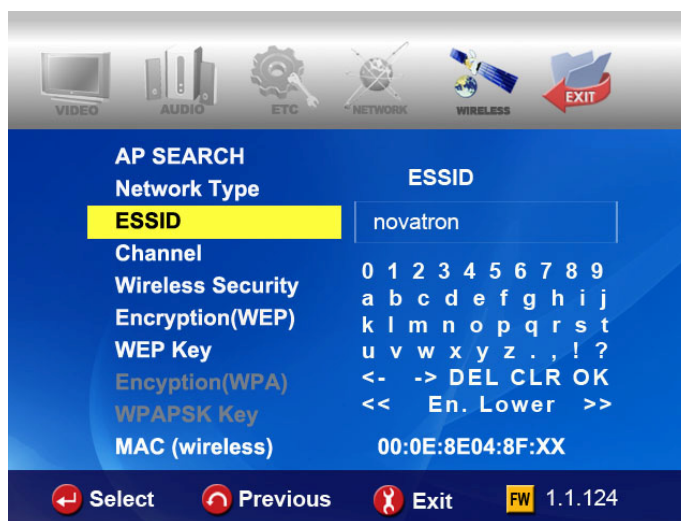 VIDEO AUDIO ETC NETWORK WIRELESS EXIT
AP SEARCH
Network Type
ESSID
Channel
Wireless Security
Encryption(WEP)
WEP Key
Encyption(WPA)
WPAPSK Key
MAC (wireless)
ESSID
novatron
0 1 2 3 4 5 6 7 8 9
a b c d e f g h i j
k l m n o p q r s t
u v w x y z . , ! ?
<- -> DEL CLR OK
<< En. Lower >>
00:0E:8E04:8F:XX
Select Previous Exit FW 1.1.124